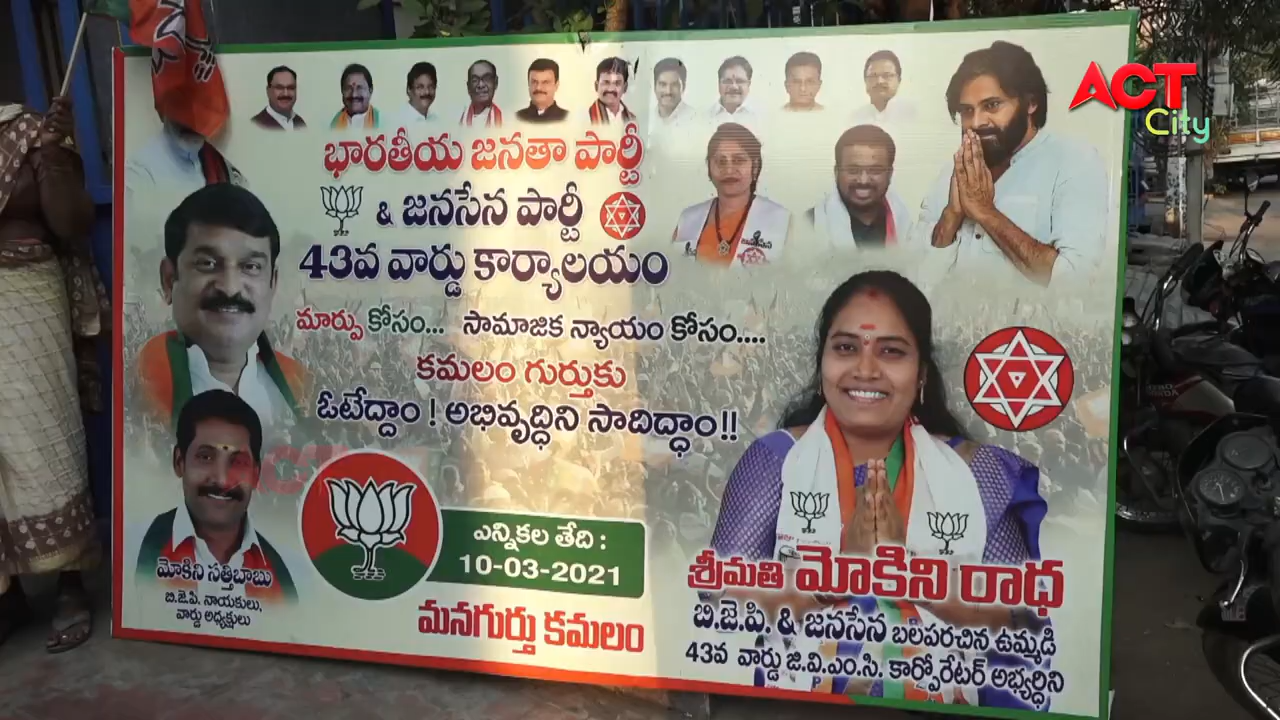 ACT
City
భారతీయ జనతా పార్టీ
& జనసేన పార్టీ
43వ వార్డు కార్యాలయం
మార్పు కోసం... సామాజిక న్యాయం కోసం....
కమలం గుర్తుకు
ఓటేద్దాం ! అభివృద్ధిని సాదిద్ధాం!!
ఎన్నికల తేది :
10-03-2021
మనగుర్తు కమలం
మోకిని సత్తిబాబు
బి.జె.పి. నాయకులు,
వార్డు అధ్యక్షులు
శ్రీమతి మోకిని రాధ
బి.జె.పి. & జనసేన బలపరచిన ఉమ్మడి
43వ వార్డు జి.వి.ఎం.సి. కార్పోరేటర్ అభ్యర్ధిని